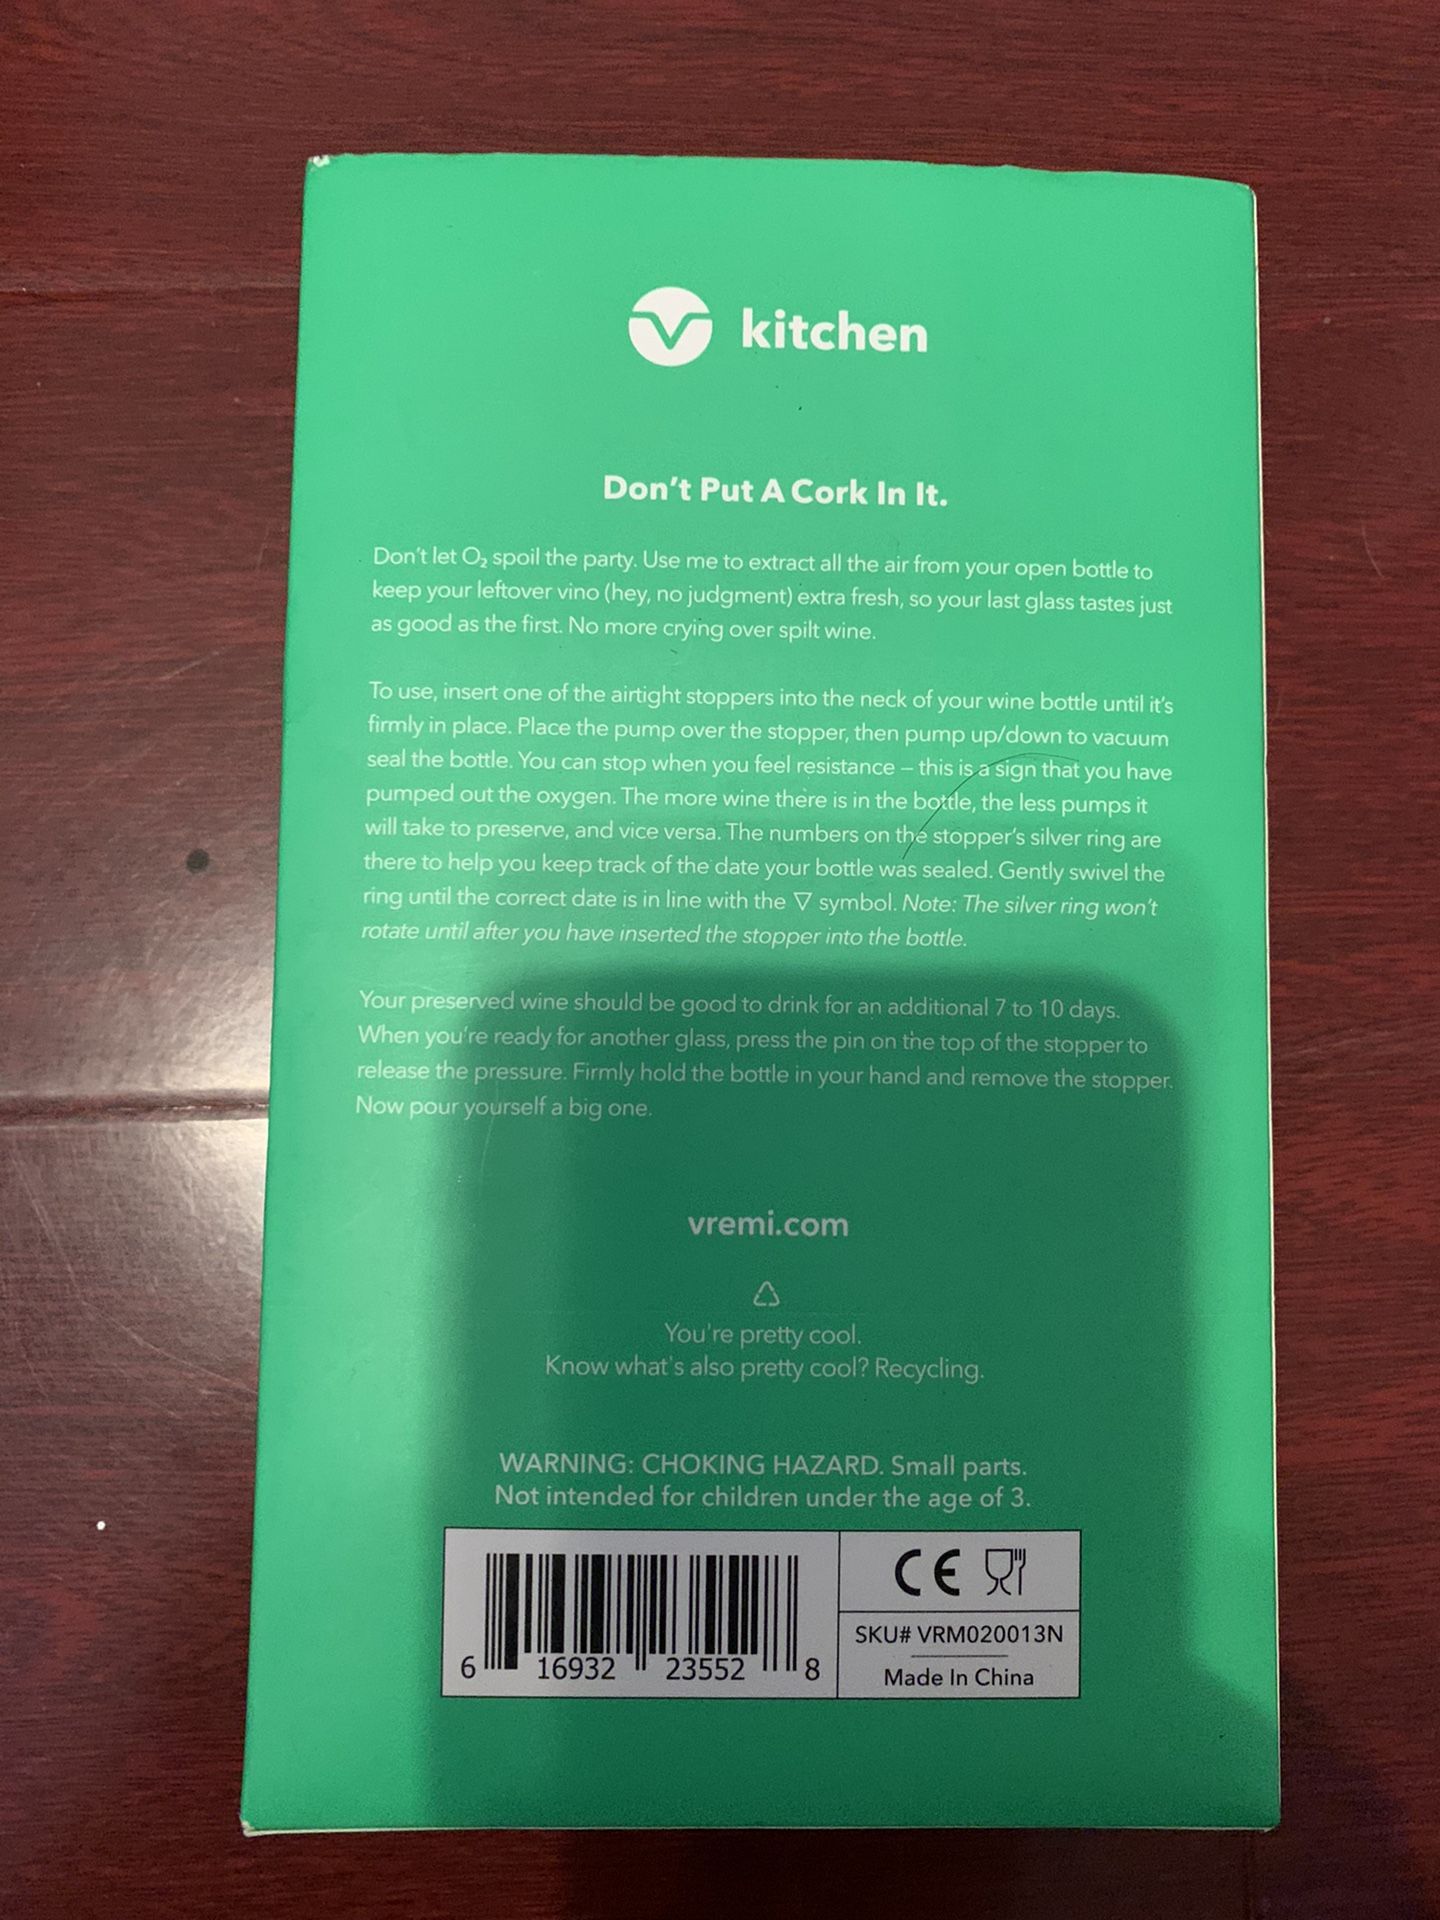 V kitchen
Don't Put A Cork In It.
Don't let O₂ spoil the party. Use me to extract all the air from your open bottle to
keep your leftover vino (hey, no judgment) extra fresh, so your last glass tastes just
as good as the first. No more crying over spilt wine.
To use, insert one of the airtight stoppers into the neck of your wine bottle until it's
firmly in place. Place the pump over the stopper, then pump up/down to vacuum
seal the bottle. You can stop when you feel resistance – this is a sign that you have
pumped out the oxygen. The more wine there is in the bottle, the less pumps it
will take to preserve, and vice versa. The numbers on the stopper's silver ring are
there to help you keep track of the date your bottle was sealed. Gently swivel the
ring until the correct date is in line with the ▽ symbol. Note: The silver ring won't
rotate until after you have inserted the stopper into the bottle.
Your preserved wine should be good to drink for an additional 7 to 10 days.
When you're ready for another glass, press the pin on the top of the stopper to
release the pressure. Firmly hold the bottle in your hand and remove the stopper.
Now pour yourself a big one.
vremi.com
You're pretty cool.
Know what's also pretty cool? Recycling.
WARNING: CHOKING HAZARD. Small parts.
Not intended for children under the age of 3.
6 16932 23552 8
CE
SKU# VRM020013N
Made In China